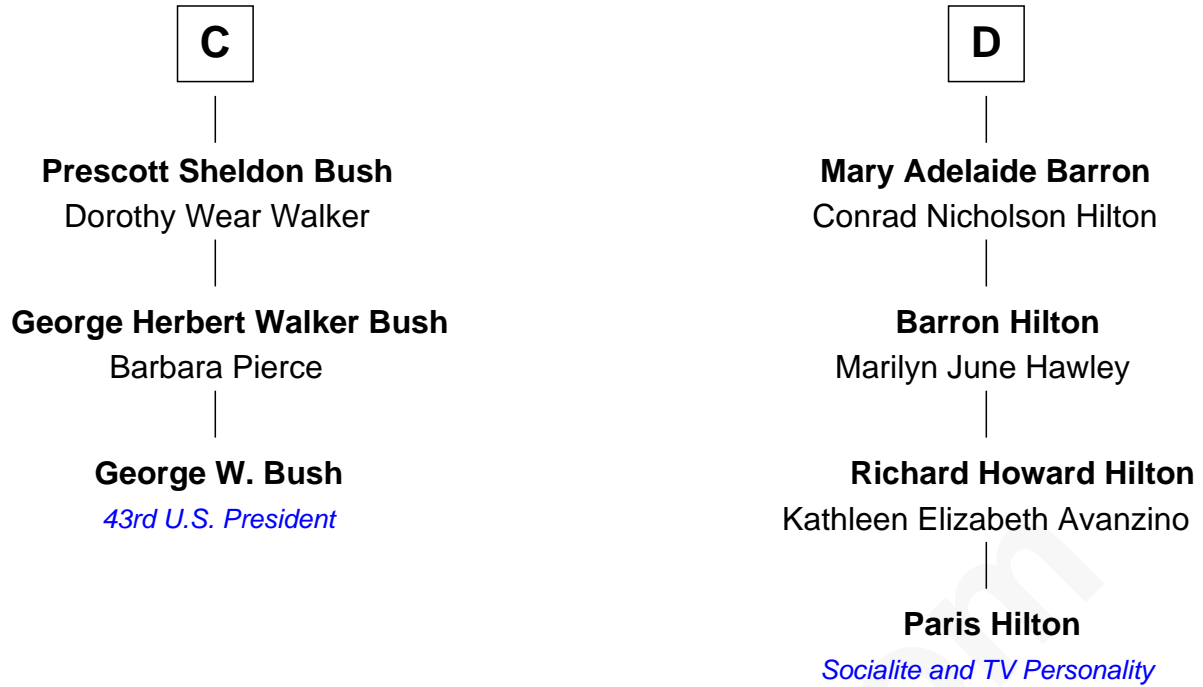 C
Prescott Sheldon Bush
Dorothy Wear Walker
George Herbert Walker Bush
Barbara Pierce
George W. Bush
43rd U.S. President
D
Mary Adelaide Barron
Conrad Nicholson Hilton
Barron Hilton
Marilyn June Hawley
Richard Howard Hilton
Kathleen Elizabeth Avanzino
Paris Hilton
Socialite and TV Personality